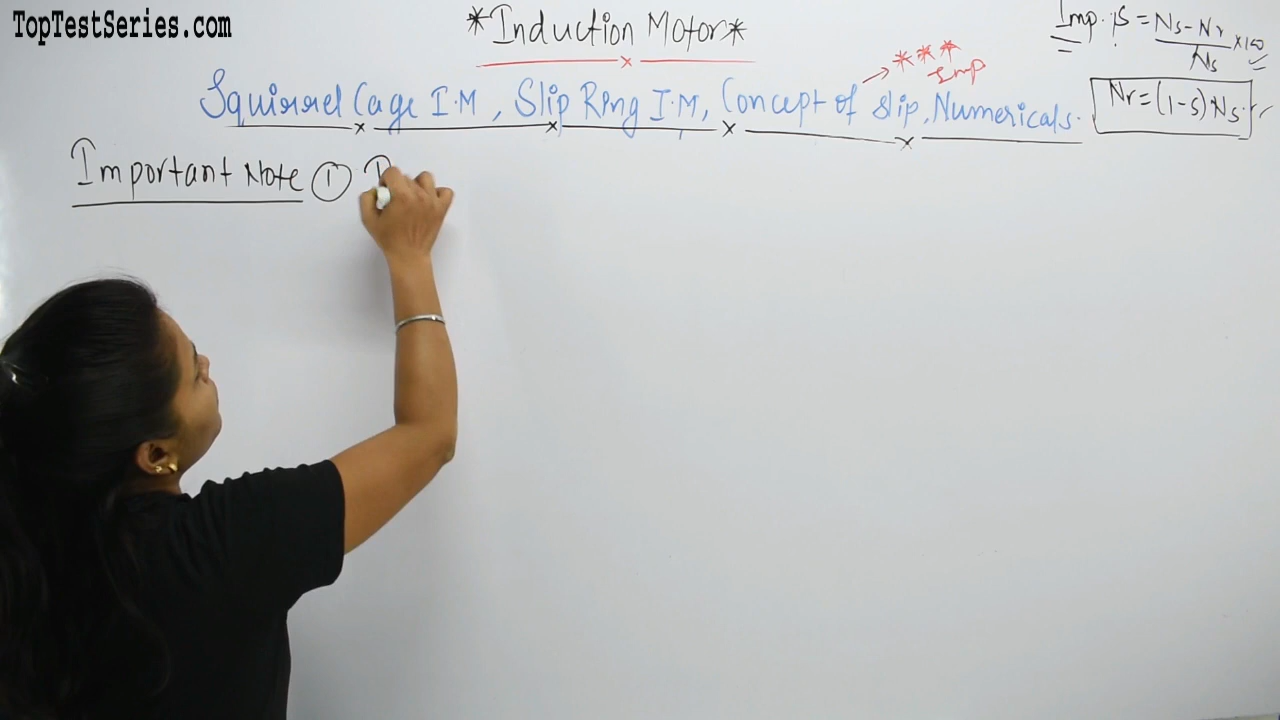 TopTestSeries.com
*Induction Motor*
Imp. %S = Ns - Nr / Ns × 100
Nr = (1-s) Ns.
*** Imp
Squirrel Cage I.M, Slip Ring I.M, Concept of slip, Numericals.
Important Note ①